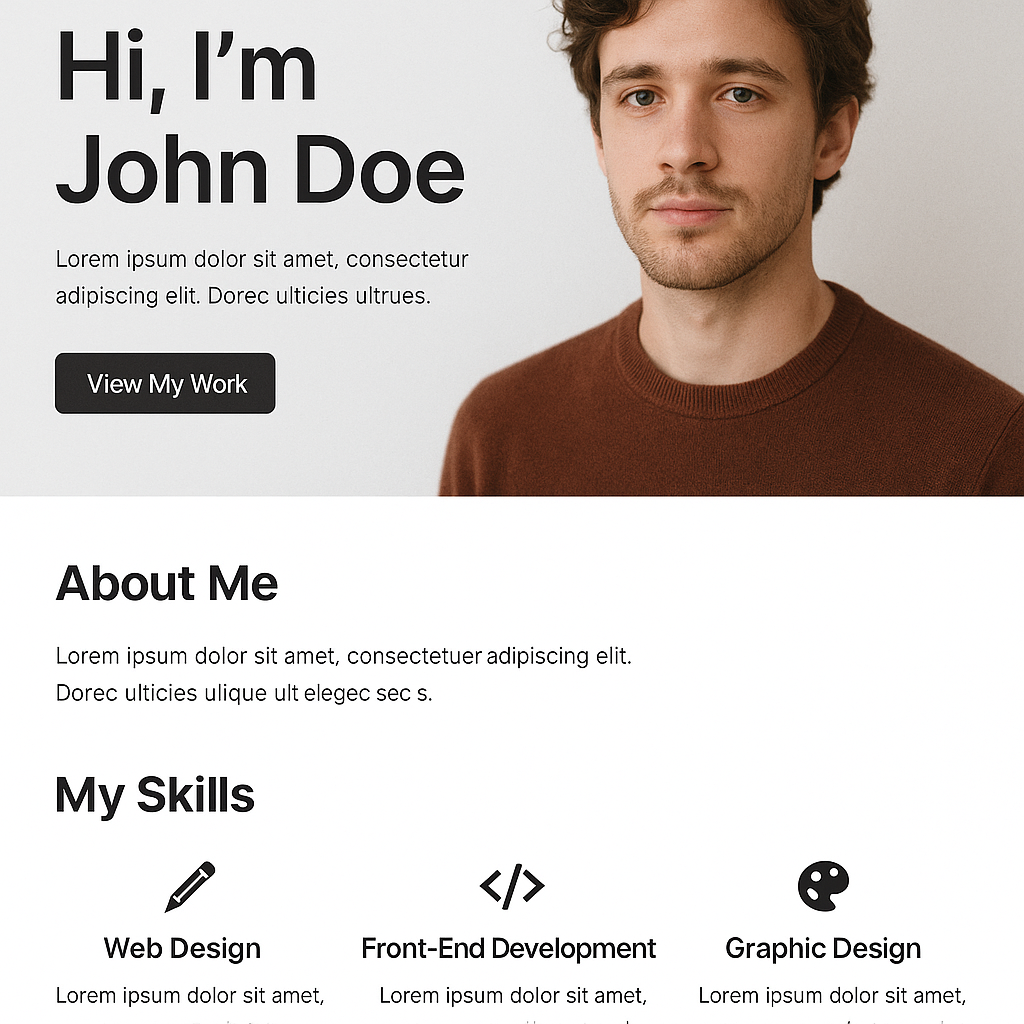 Hi, I’m
John Doe
Lorem ipsum dolor sit amet, consectetur
adipiscing elit. Dorec ulticies ultrues.
View My Work
About Me
Lorem ipsum dolor sit amet, consectetuer adipiscing elit.
Dorec ulticies ulique ult elegec sec s.
My Skills
Web Design
Front-End Development
Graphic Design
Lorem ipsum dolor sit amet,
Lorem ipsum dolor sit amet,
Lorem ipsum dolor sit amet,